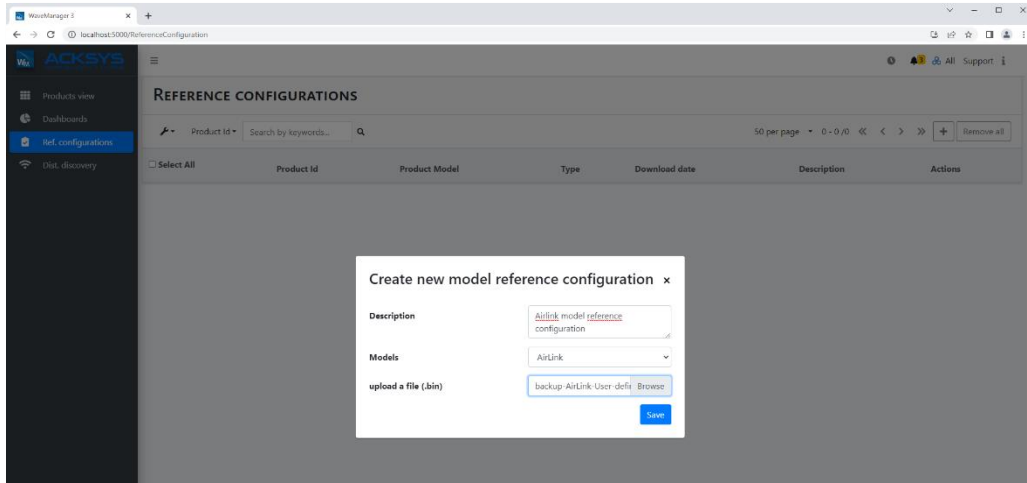 WaveManager 3
localhost:5000/ReferenceConfiguration
WaM
ACKSYS
3
All
Support
Products view
Dashboards
Ref. configurations
Dist. discovery
REFERENCE CONFIGURATIONS
Product Id
Search by keywords...
50 per page
0 - 0 /0
Remove all
Select All
Product Id
Product Model
Type
Download date
Description
Actions
Create new model reference configuration ×
Description
Airlink model reference
configuration
Models
AirLink
upload a file (.bin)
backup-AirLink-User-defi
Browse
Save